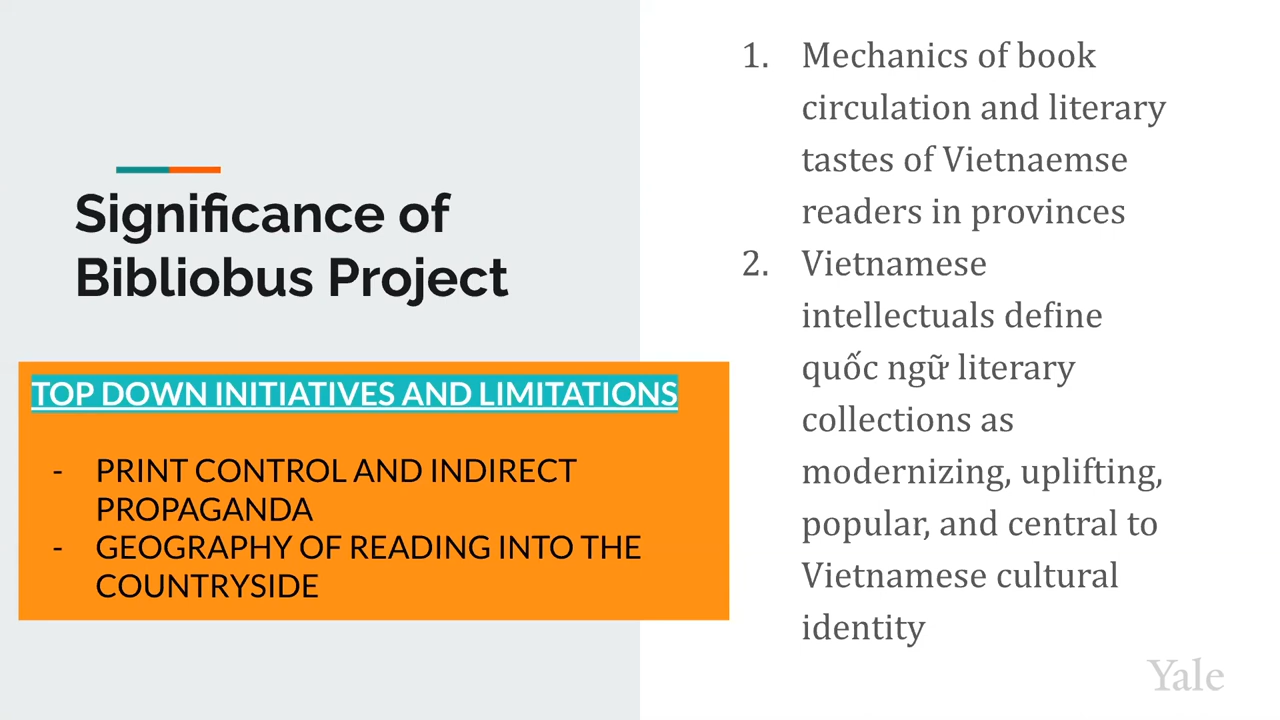 Significance of
Bibliobus Project
TOP DOWN INITIATIVES AND LIMITATIONS
- PRINT CONTROL AND INDIRECT
PROPAGANDA
- GEOGRAPHY OF READING INTO THE
COUNTRYSIDE
1. Mechanics of book
circulation and literary
tastes of Vietnaemse
readers in provinces
2. Vietnamese
intellectuals define
quốc ngữ literary
collections as
modernizing, uplifting,
popular, and central to
Vietnamese cultural
identity
Yale